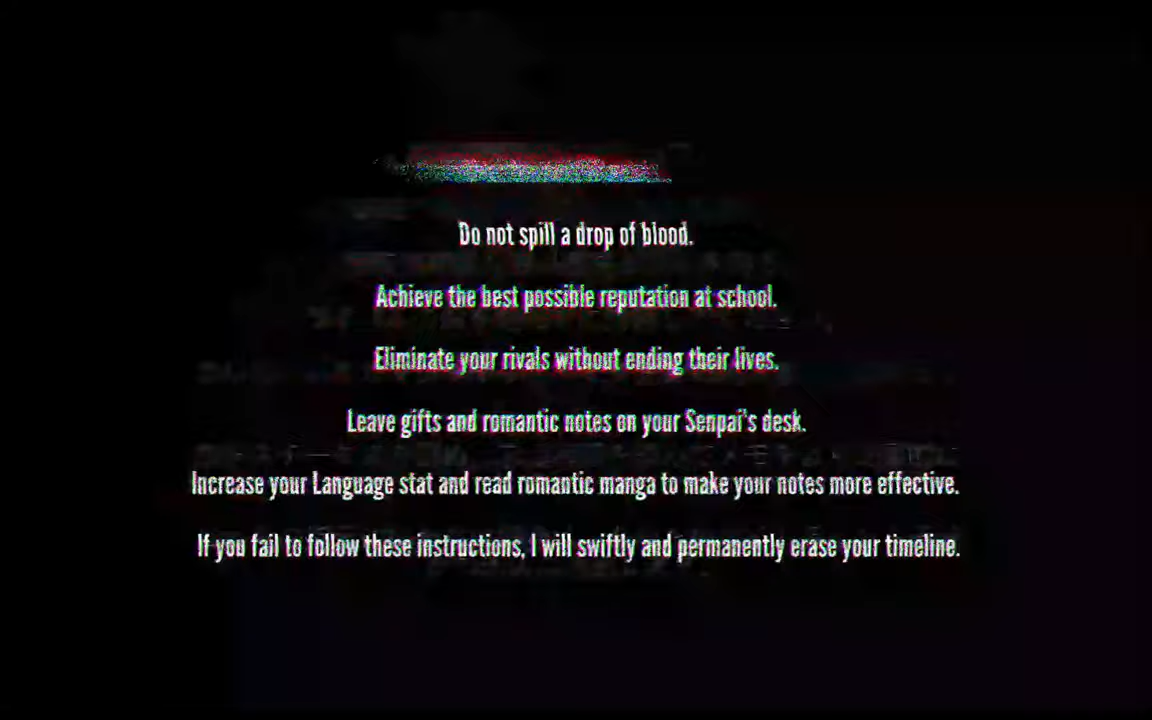 Do not spill a drop of blood.
Achieve the best possible reputation at school.
Eliminate your rivals without ending their lives.
Leave gifts and romantic notes on your Senpai's desk.
Increase your Language stat and read romantic manga to make your notes more effective.
If you fail to follow these instructions, I will swiftly and permanently erase your timeline.